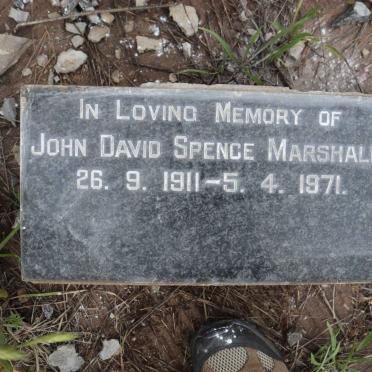 In Loving Memory of
John David Spence Marshall
26. 9. 1911-5. 4. 1971.